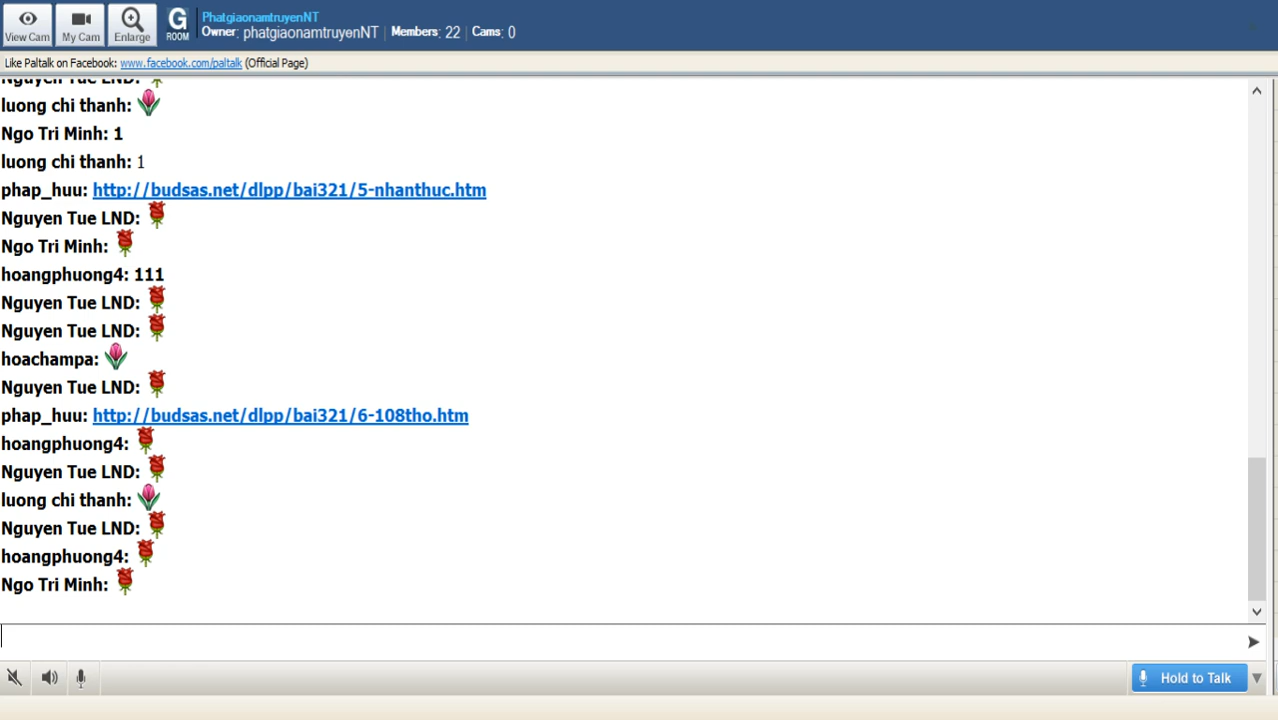 View Cam
My Cam
Enlarge
G
ROOM
PhatgiaonamtruyenNT
Owner: phatgiaonamtruyenNT | Members: 22 | Cams: 0
Like Paltalk on Facebook: www.facebook.com/paltalk (Official Page)
Nguyen Tue LND:
luong chi thanh:
Ngo Tri Minh: 1
luong chi thanh: 1
phap_huu: http://budsas.net/dlpp/bai321/5-nhanthuc.htm
Nguyen Tue LND:
Ngo Tri Minh:
hoangphuong4: 111
Nguyen Tue LND:
Nguyen Tue LND:
hoachampa:
Nguyen Tue LND:
phap_huu: http://budsas.net/dlpp/bai321/6-108tho.htm
hoangphuong4:
Nguyen Tue LND:
luong chi thanh:
Nguyen Tue LND:
hoangphuong4:
Ngo Tri Minh:
Hold to Talk